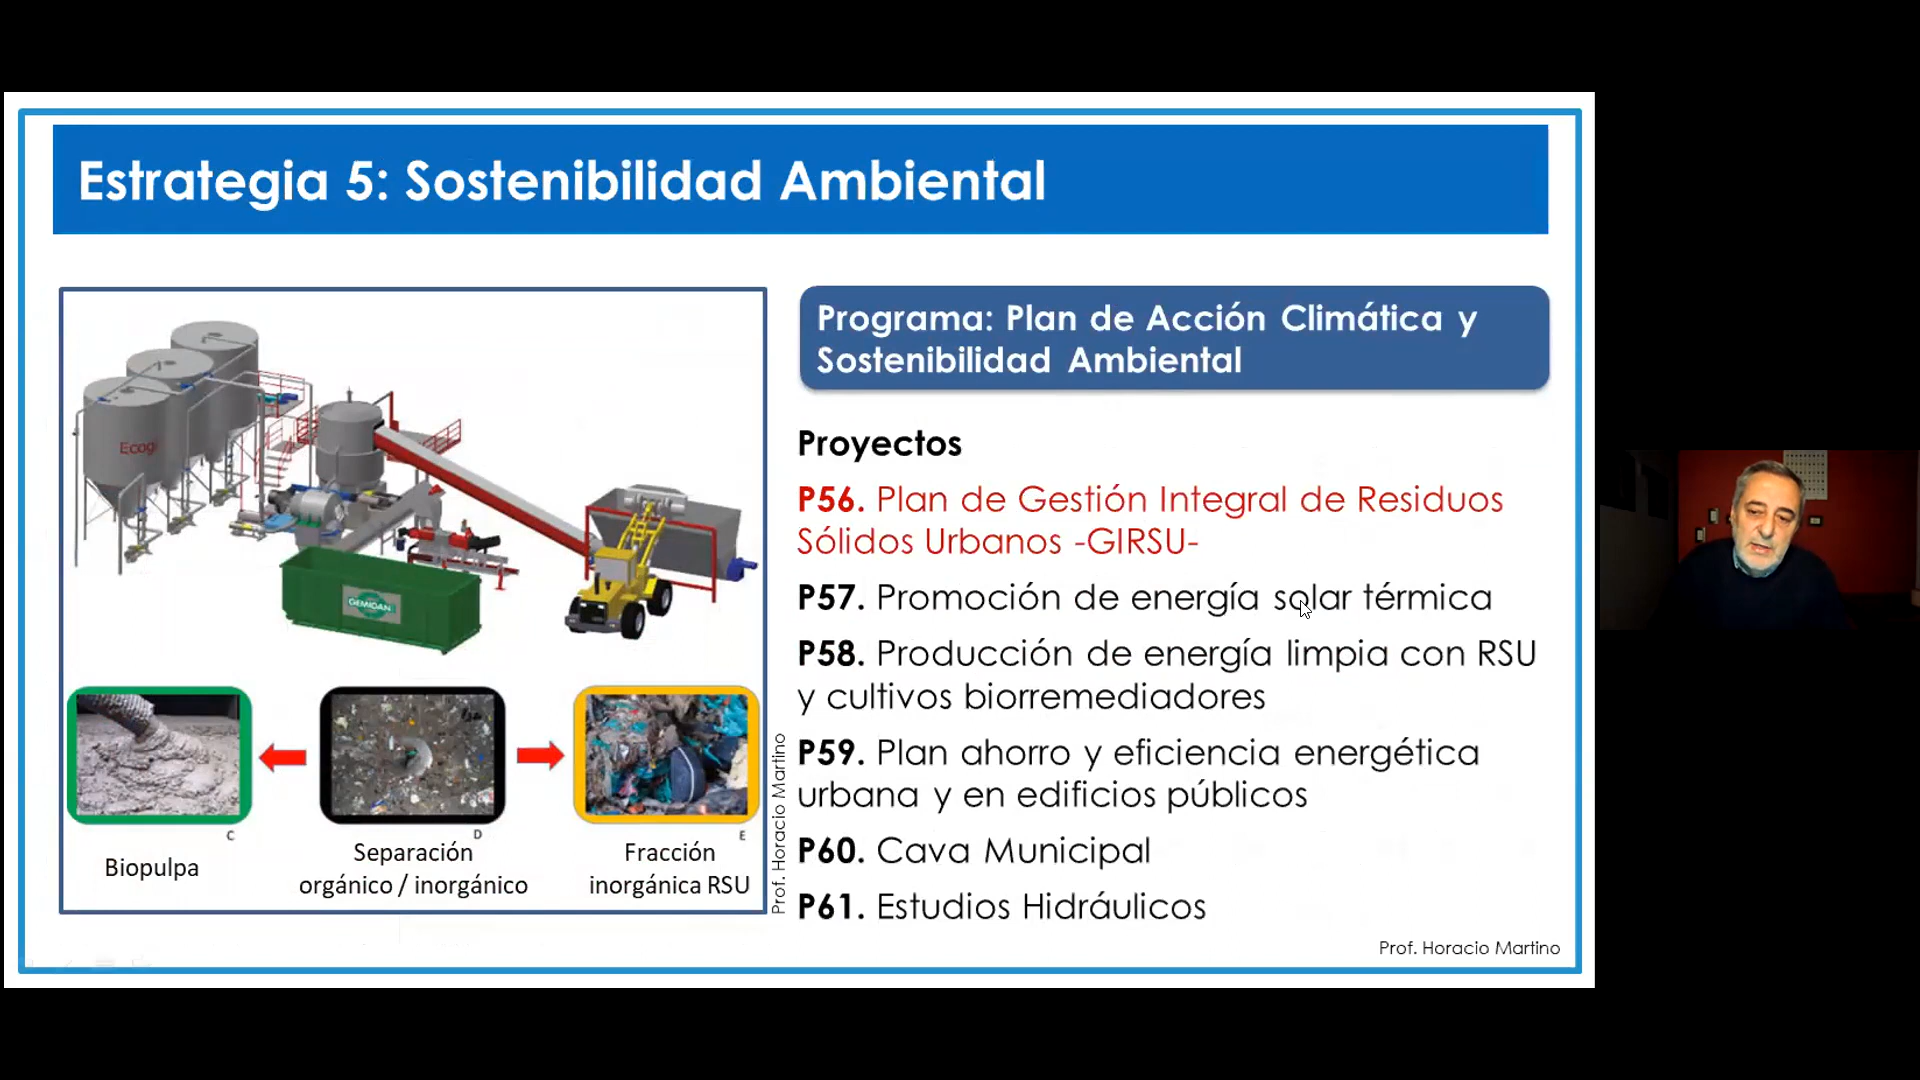 Estrategia 5: Sostenibilidad Ambiental
Ecog
GEMIDAN
C
D
E
Biopulpa
Separación
orgánico / inorgánico
Fracción
inorgánica RSU
Prof. Horacio Martino
Programa: Plan de Acción Climática y
Sostenibilidad Ambiental
Proyectos
P56. Plan de Gestión Integral de Residuos
Sólidos Urbanos -GIRSU-
P57. Promoción de energía solar térmica
P58. Producción de energía limpia con RSU
y cultivos biorremediadores
P59. Plan ahorro y eficiencia energética
urbana y en edificios públicos
P60. Cava Municipal
P61. Estudios Hidráulicos
Prof. Horacio Martino